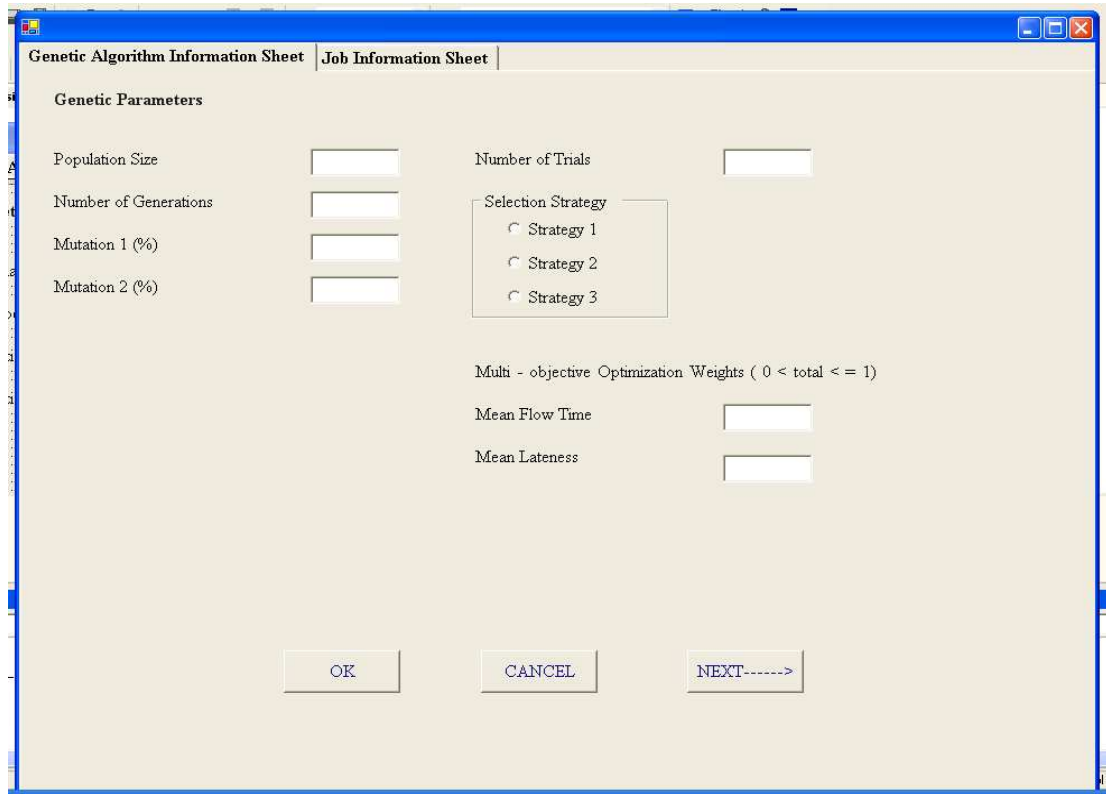 Genetic Algorithm Information Sheet
Job Information Sheet
Genetic Parameters
Population Size
Number of Generations
Mutation 1 (%)
Mutation 2 (%)
Number of Trials
Selection Strategy
Strategy 1
Strategy 2
Strategy 3
Multi - objective Optimization Weights ( 0 < total < = 1)
Mean Flow Time
Mean Lateness
OK
CANCEL
NEXT------>